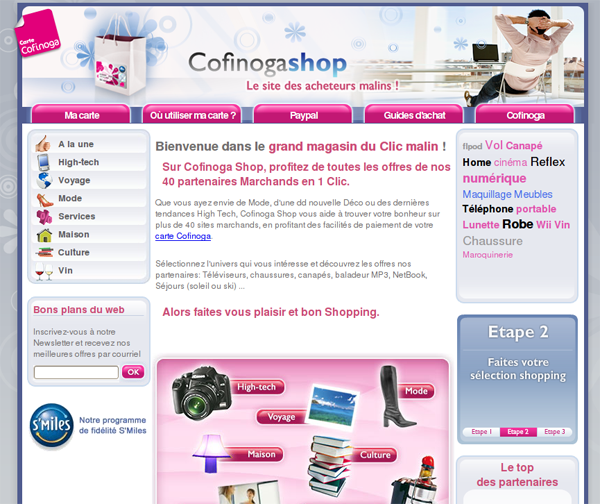 Carte
Cofinoga
Cofinogashop
Le site des acheteurs malins !
Ma carte
Où utiliser ma carte ?
Paypal
Guides d'achat
Cofinoga
A la une
High-tech
Voyage
Mode
Services
Maison
Culture
Vin
Bons plans du web
Inscrivez-vous à notre
Newsletter et recevez nos
meilleures offres par courriel
OK
S'Miles
Notre programme
de fidélité S'Miles
Bienvenue dans le grand magasin du Clic malin !
Sur Cofinoga Shop, profitez de toutes les offres de nos
40 partenaires Marchands en 1 Clic.
Que vous ayez envie de Mode, d'une dd nouvelle Déco ou des dernières
tendances High Tech, Cofinoga Shop vous aide à trouver votre bonheur sur
plus de 40 sites marchands, en profitant des facilités de paiement de votre
carte Cofinoga.
Sélectionnez l'univers qui vous intéresse et découvrez les offres de nos
partenaires: Téléviseurs, chaussures, canapés, baladeur MP3, NetBook,
Séjours (soleil ou ski) ...
Alors faites vous plaisir et bon Shopping.
High-tech
Mode
Voyage
Maison
Culture
fIpod Vol Canapé
Home cinéma Reflex
numérique
Maquillage Meubles
Téléphone portable
Lunette Robe Wii Vin
Chaussure
Maroquinerie
Etape 2
Faites votre
sélection shopping
Etape 1
Etape 2
Etape 3
Le top
des partenaires